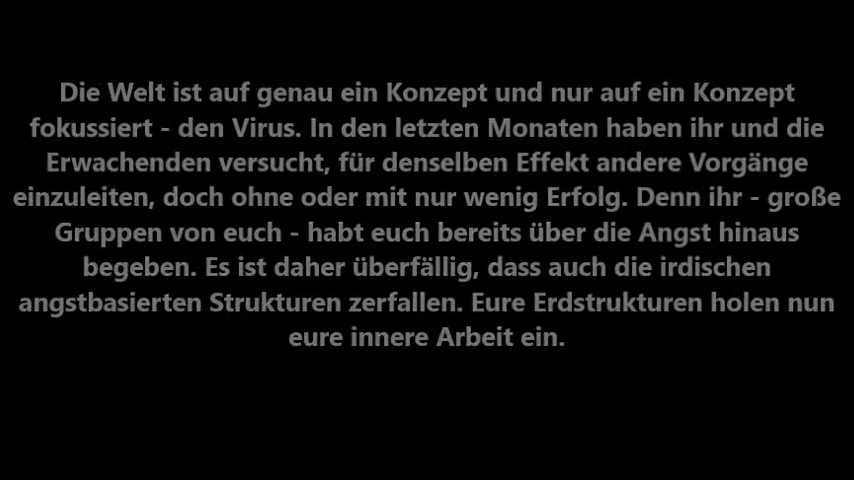 Die Welt ist auf genau ein Konzept und nur auf ein Konzept
fokussiert - den Virus. In den letzten Monaten haben ihr und die
Erwachenden versucht, für denselben Effekt andere Vorgänge
einzuleiten, doch ohne oder mit nur wenig Erfolg. Denn ihr - große
Gruppen von euch - habt euch bereits über die Angst hinaus
begeben. Es ist daher überfällig, dass auch die irdischen
angstbasierten Strukturen zerfallen. Eure Erdstrukturen holen nun
eure innere Arbeit ein.